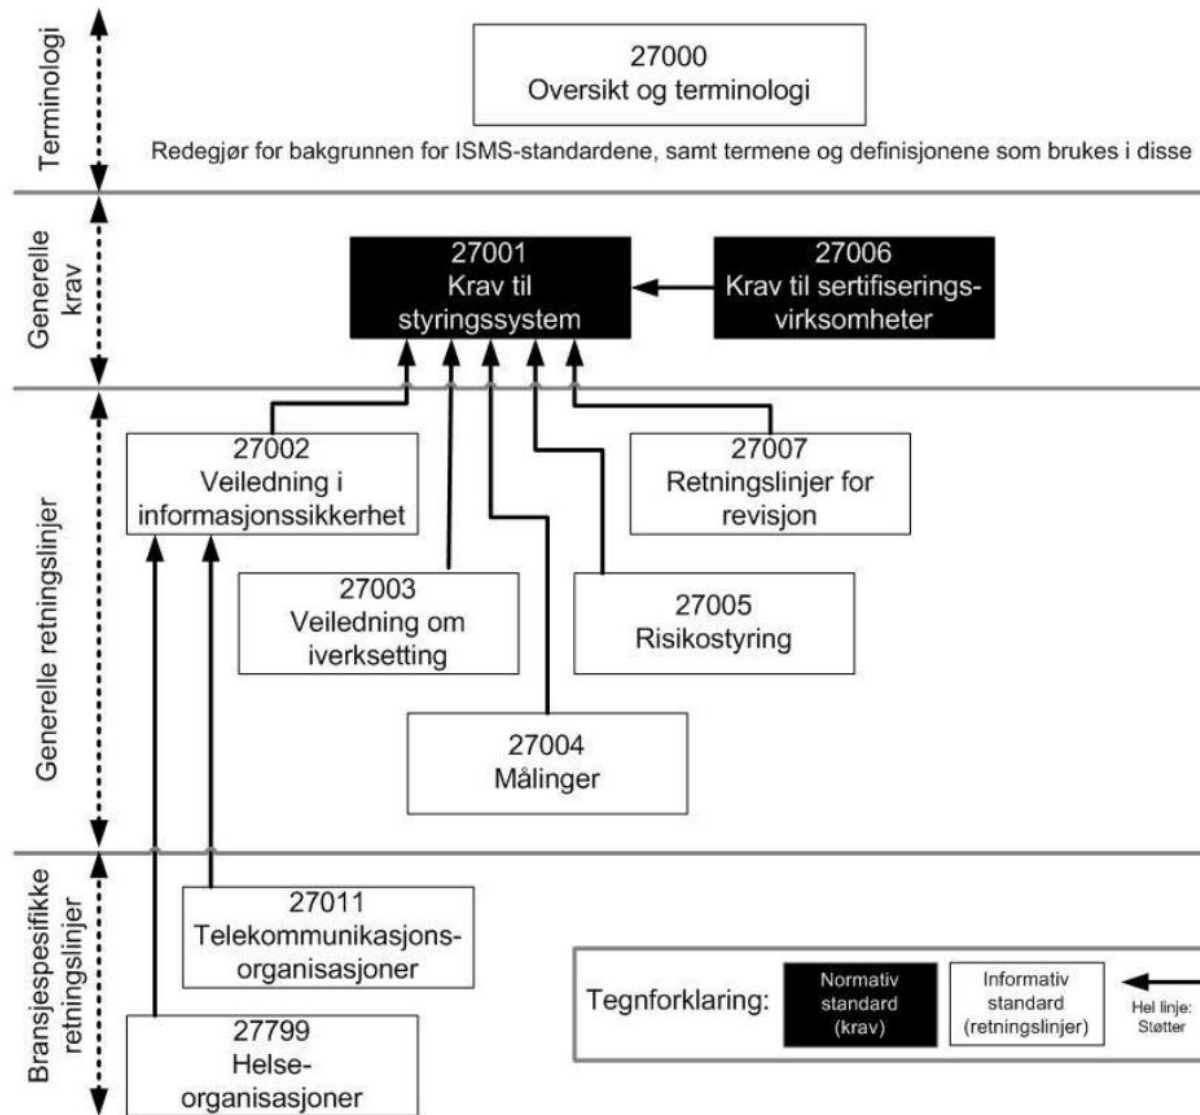 Terminologi
27000
Oversikt og terminologi
Redegjør for bakgrunnen for ISMS-standardene, samt termene og definisjonene som brukes i disse
Generelle
krav
27001
Krav til
styringssystem
27006
Krav til sertifiserings-
virksomheter
Generelle retningslinjer
27002
Veiledning i
informasjonssikkerhet
27007
Retningslinjer for
revisjon
27003
Veiledning om
iverksetting
27005
Risikostyring
27004
Målinger
Bransjespesifikke
retningslinjer
27011
Telekommunikasjons-
organisasjoner
27799
Helse-
organisasjoner
Tegnforklaring:
Normativ
standard
(krav)
Informativ
standard
(retningslinjer)
Hel linje:
Støtter